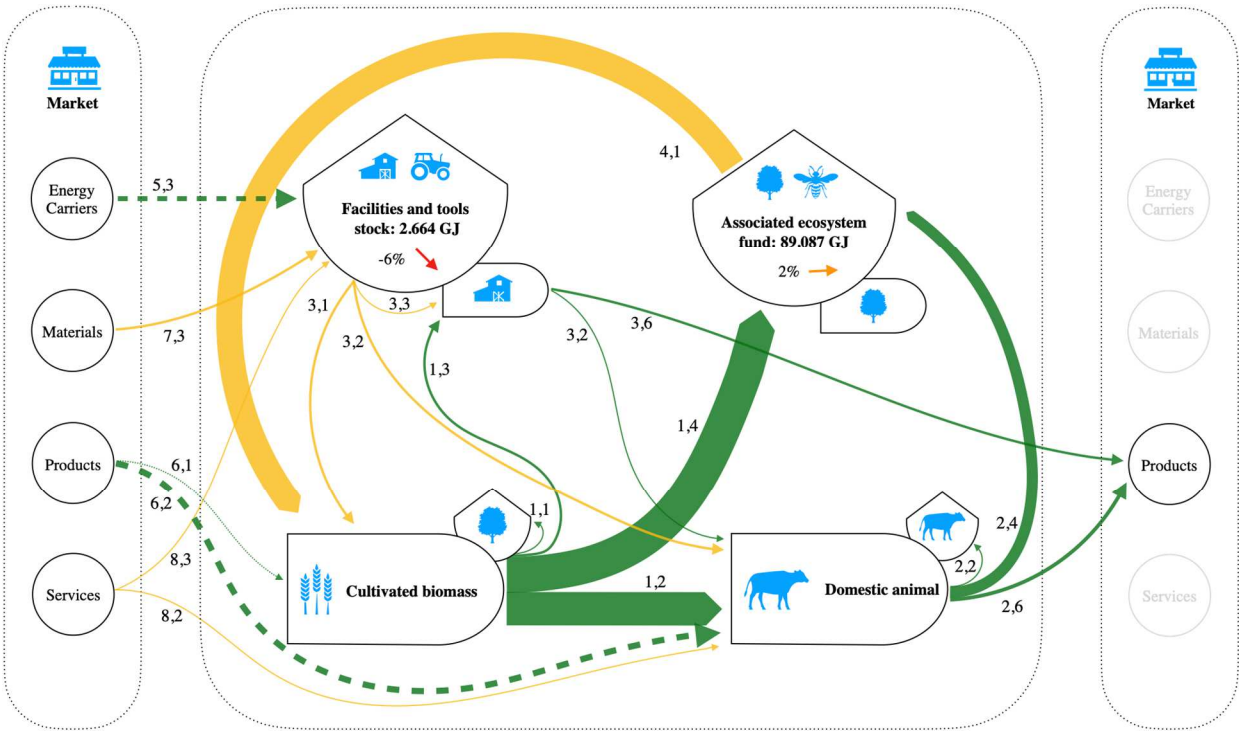 Market
Energy
Carriers
Materials
Products
Services
5,3
7,3
6,1
6,2
8,3
8,2
Facilities and tools
stock: 2.664 GJ
-6%
3,1
3,3
3,2
1,3
4,1
Associated ecosystem
fund: 89.087 GJ
2%
3,2
3,6
1,4
1,1
Cultivated biomass
1,2
Domestic animal
2,2
2,4
2,6
Market
Energy
Carriers
Materials
Products
Services